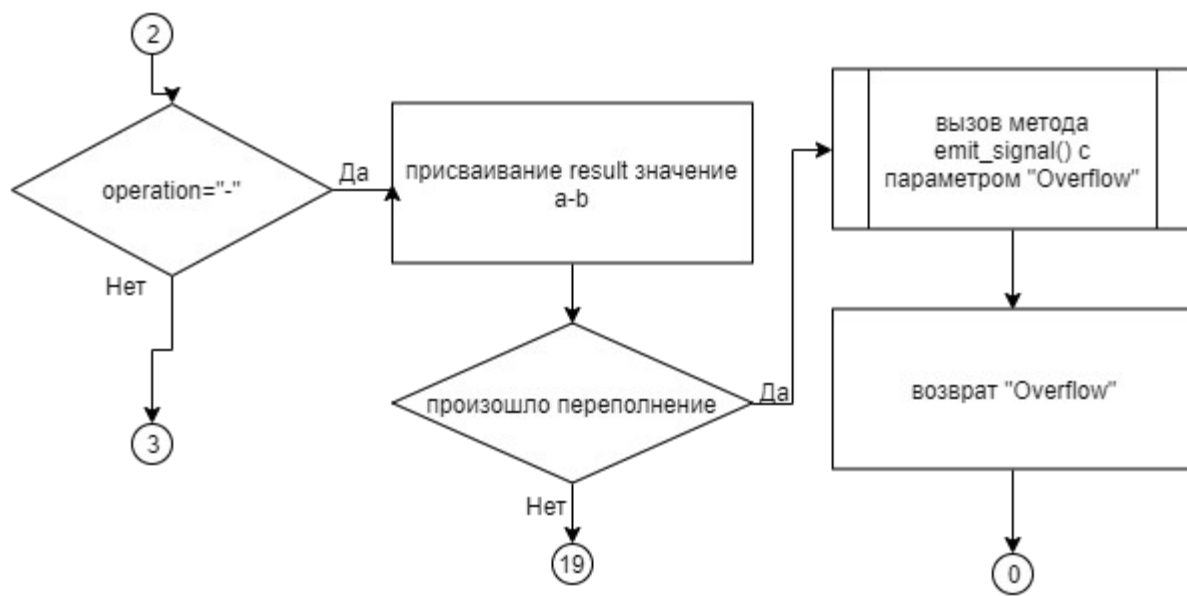 2
operation="-"
Да
Нет
3
присваивание result значение
a-b
произошло переполнение
Да
Нет
19
вызов метода
emit_signal() с
параметром "Overflow"
возврат "Overflow"
0